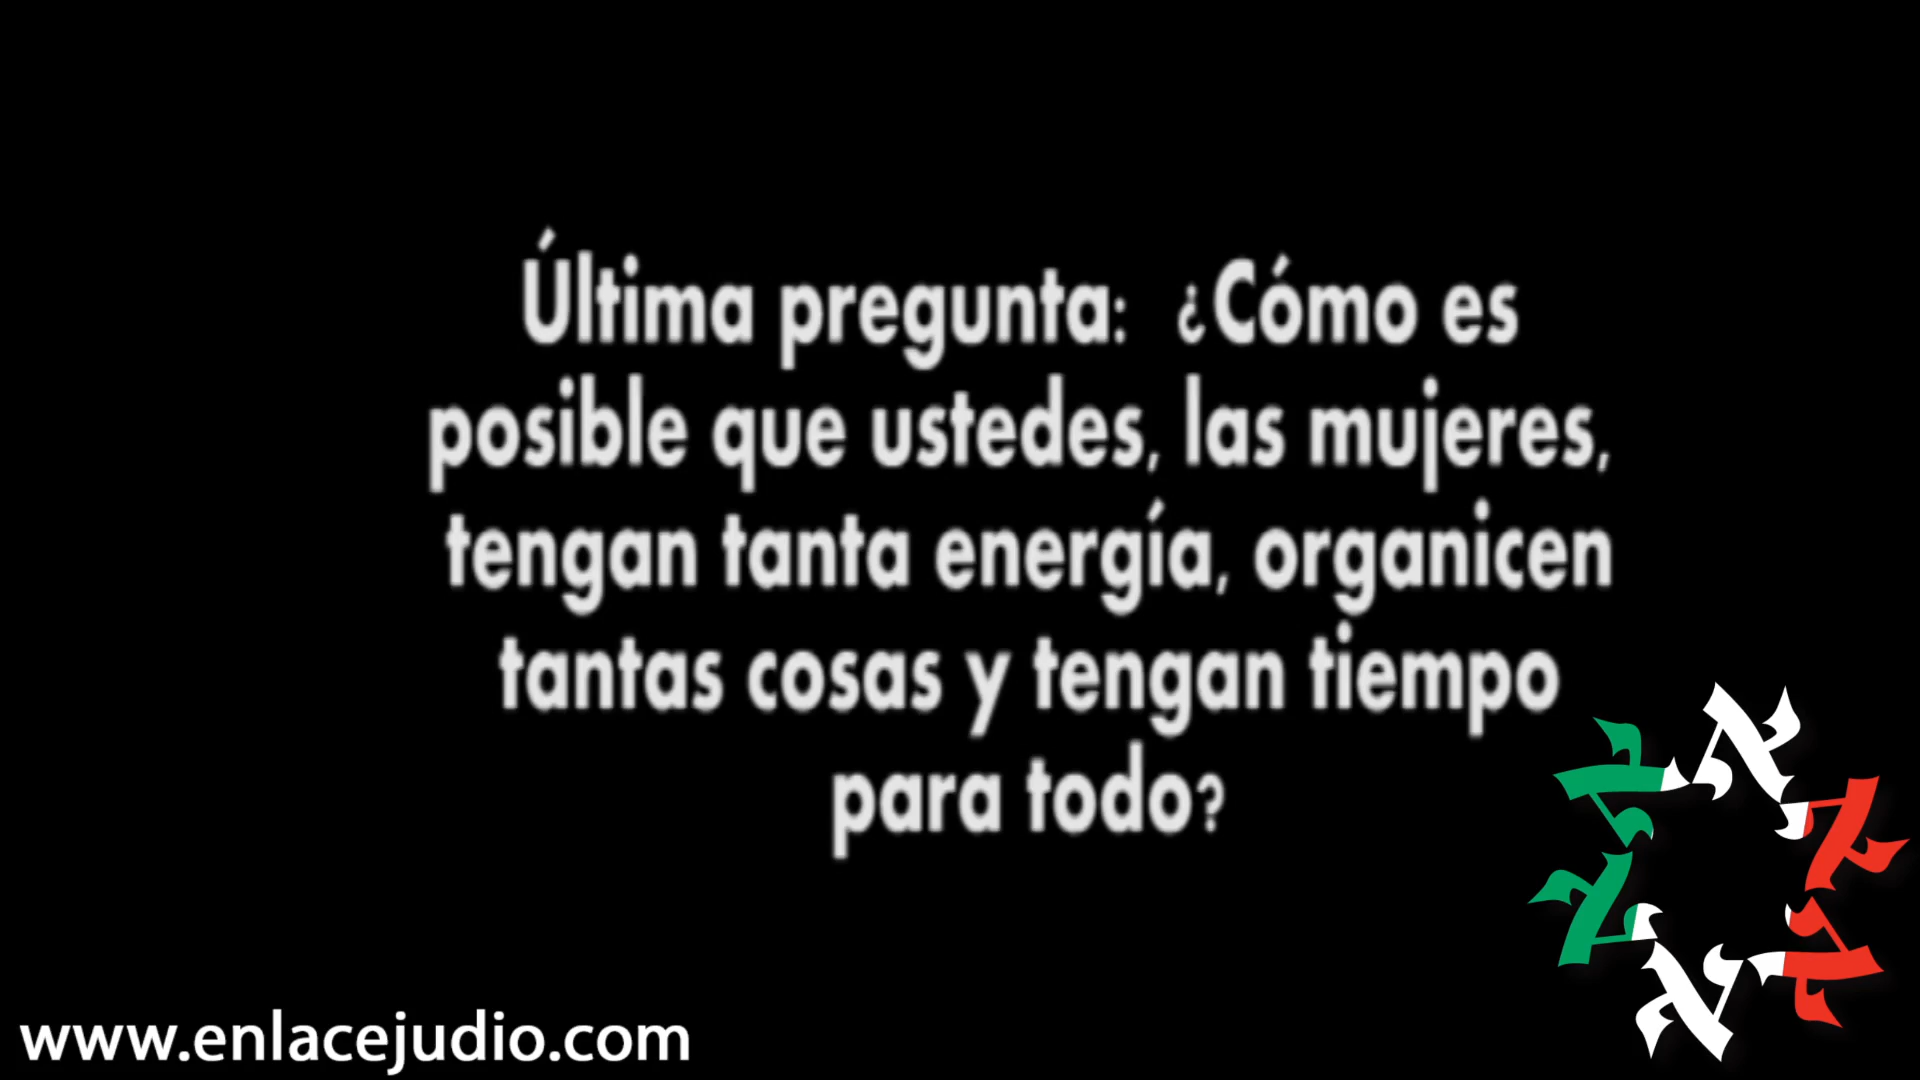 Última pregunta: ¿Cómo es
posible que ustedes, las mujeres,
tengan tanta energía, organicen
tantas cosas y tengan tiempo
para todo?
א א א א א א
www.enlacejudio.com